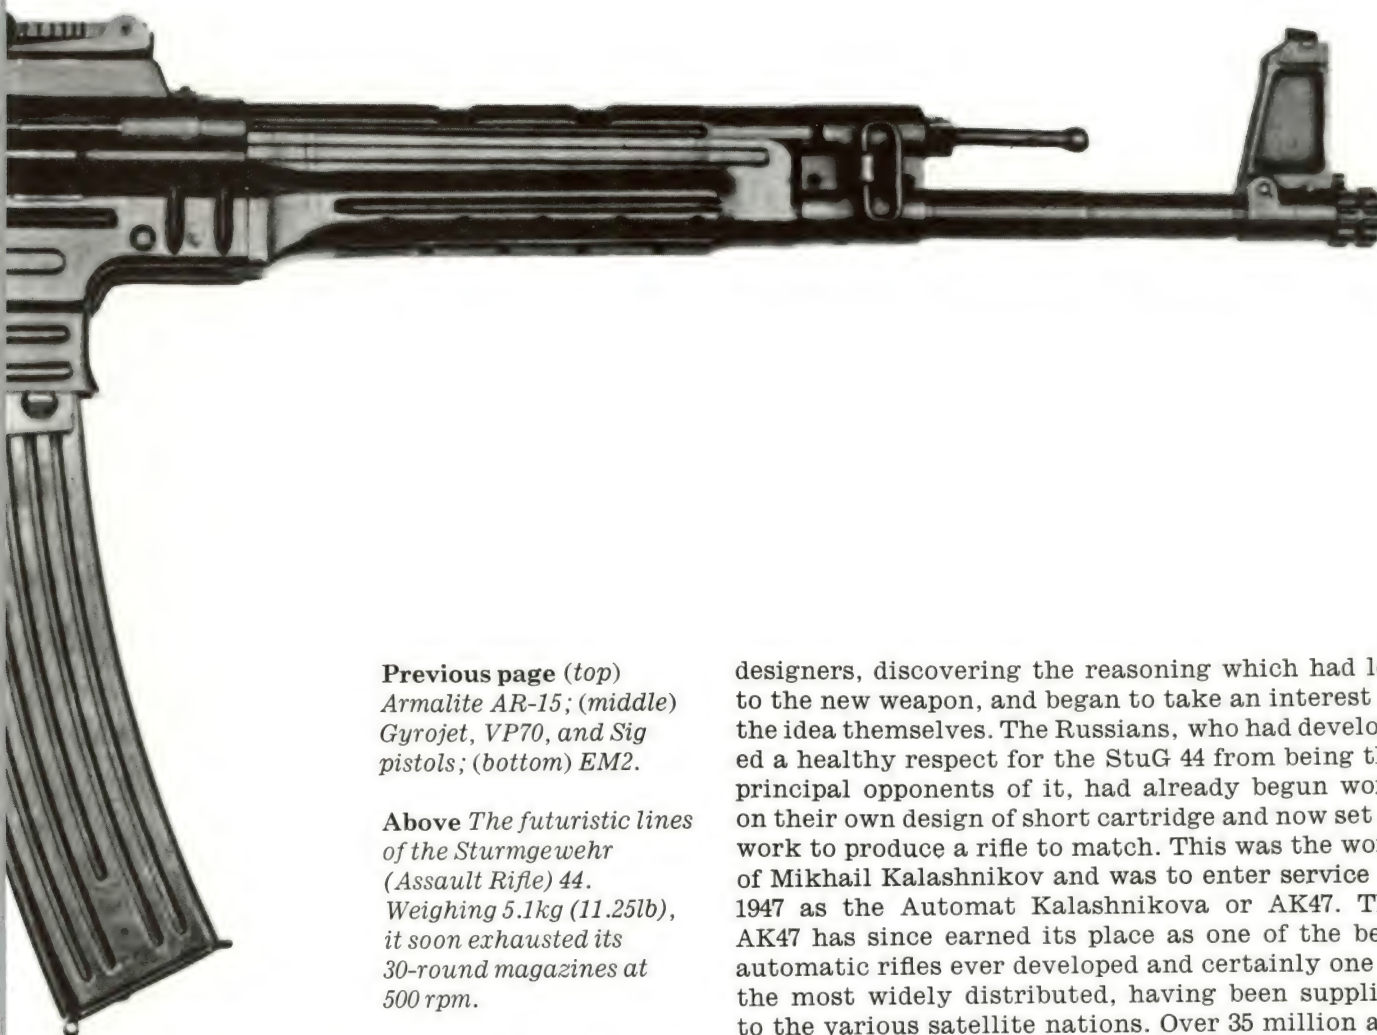 Previous page (top)
Armalite AR-15; (middle)
Gyrojet, VP70, and Sig
pistols; (bottom) EM2.
Above The futuristic lines
of the Sturmgewehr
(Assault Rifle) 44.
Weighing 5.1kg (11.25lb),
it soon exhausted its
30-round magazines at
500 rpm.
designers, discovering the reasoning which had
to the new weapon, and began to take an interest
the idea themselves. The Russians, who had develo
ed a healthy respect for the StuG 44 from being
principal opponents of it, had already begun
on their own design of short cartridge and now set
work to produce a rifle to match. This was the
of Mikhail Kalashnikov and was to enter service
1947 as the Automat Kalashnikova or AK47.
AK47 has since earned its place as one of the
automatic rifles ever developed and certainly one
the most widely distributed, having been
to the various satellite nations. Over 35 million